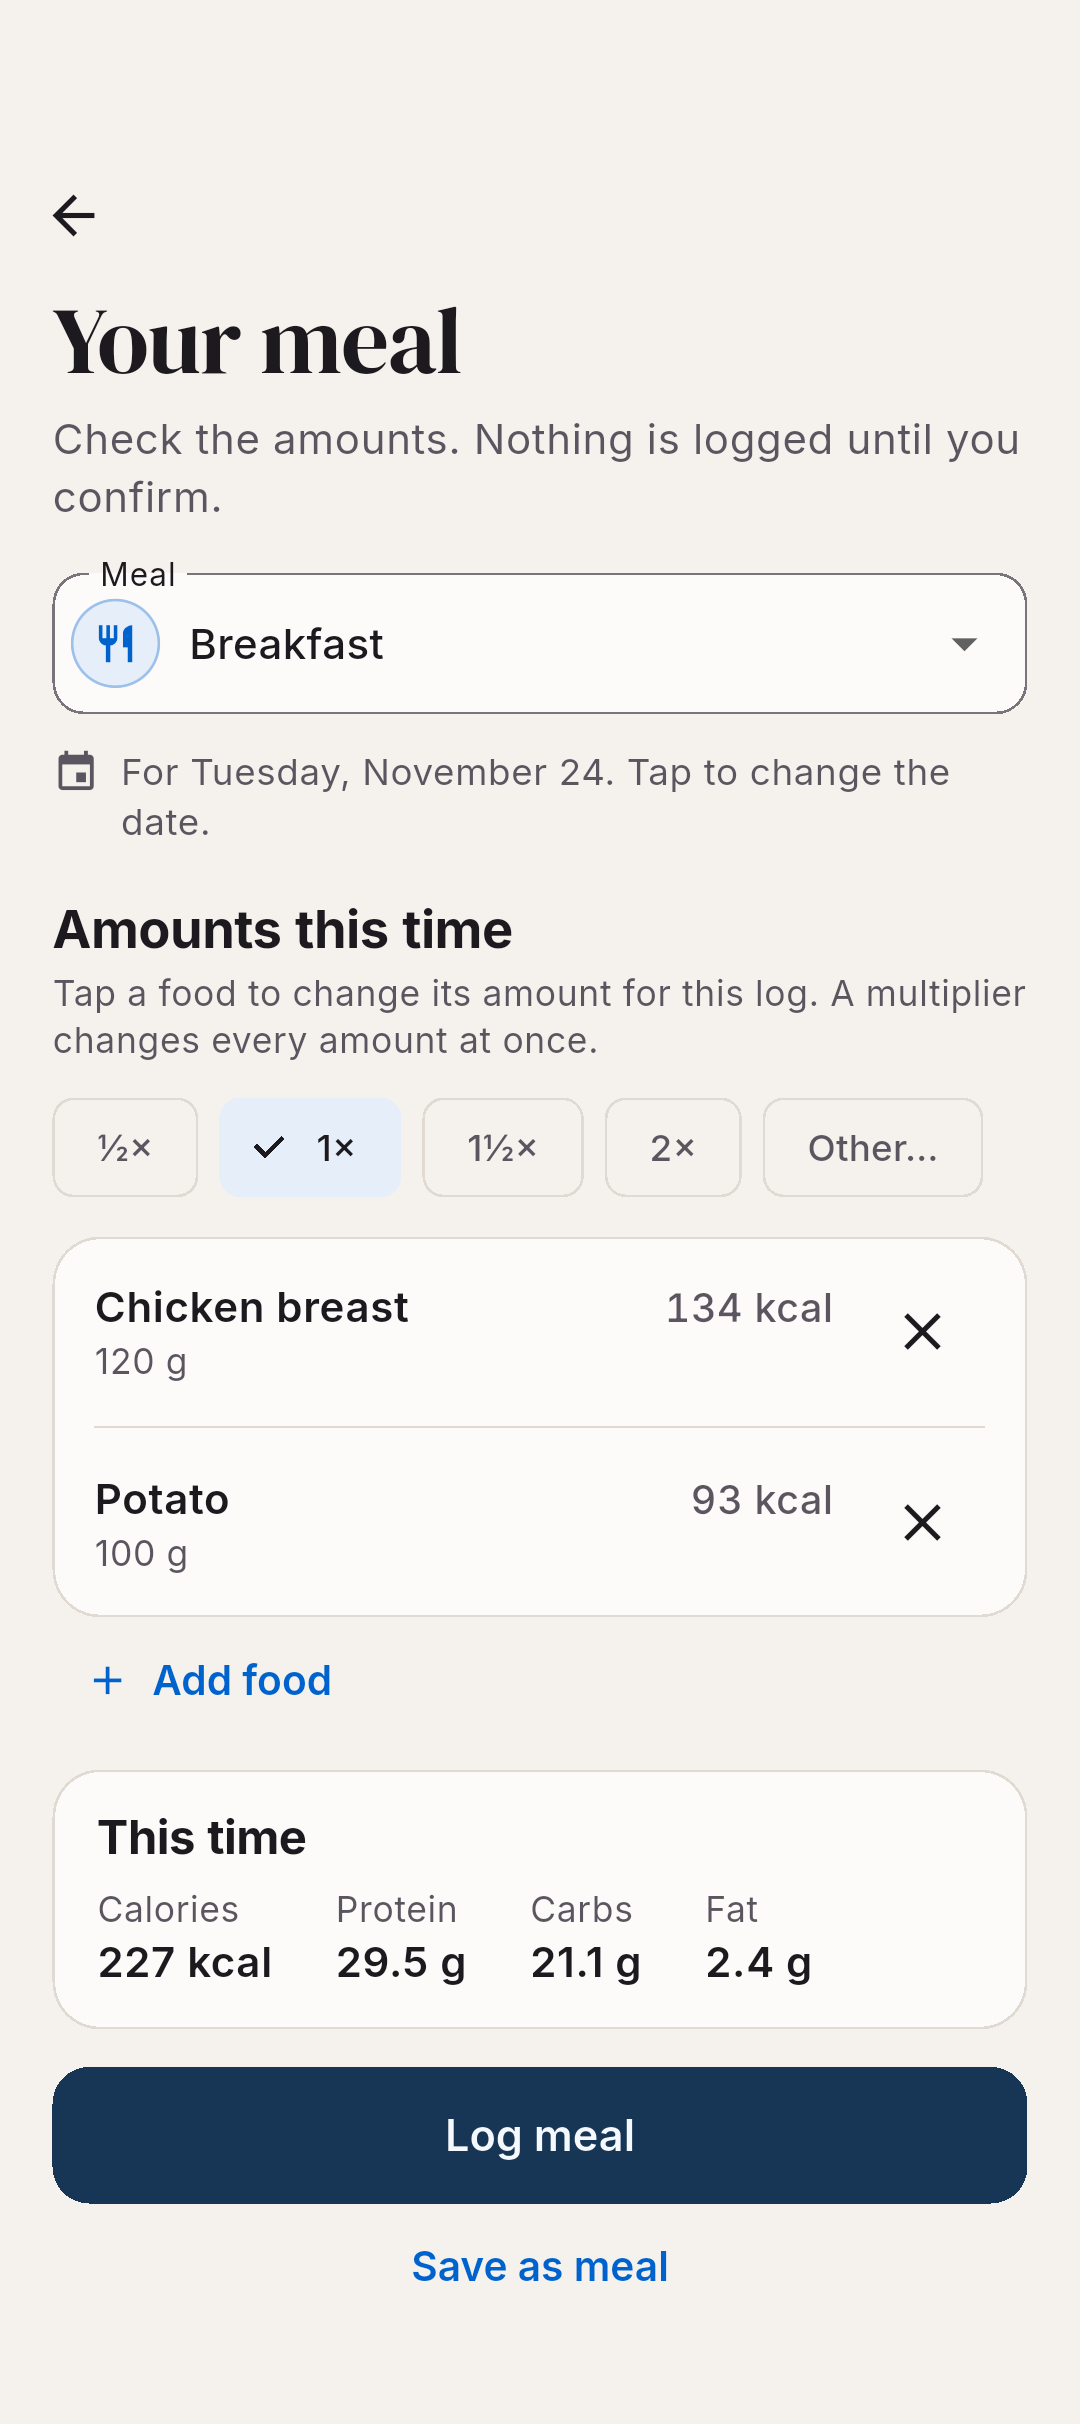 Your meal
Check the amounts. Nothing is logged until you
confirm.
Meal
Breakfast
For Tuesday, November 24. Tap to change the
date.
Amounts this time
Tap a food to change its amount for this log. A multiplier
changes every amount at once.
½× 1× 1½× 2× Other...
Chicken breast 134 kcal
120 g
Potato 93 kcal
100 g
Add food
This time
Calories Protein Carbs Fat
227 kcal 29.5 g 21.1 g 2.4 g
Log meal
Save as meal